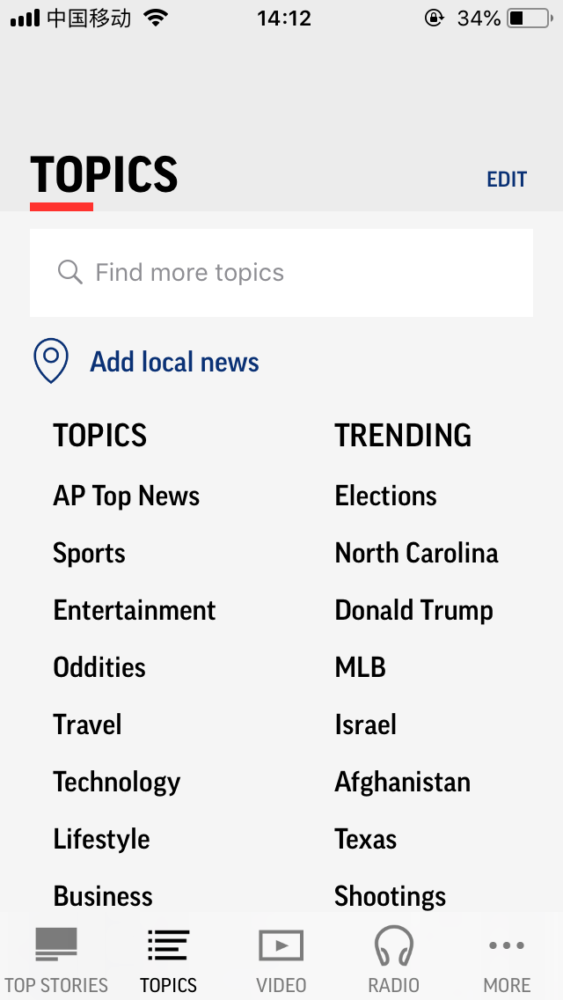 中国移动 14:12 34%
TOPICS EDIT
Find more topics
Add local news
TOPICS
AP Top News
Sports
Entertainment
Oddities
Travel
Technology
Lifestyle
Business
TRENDING
Elections
North Carolina
Donald Trump
MLB
Israel
Afghanistan
Texas
Shootings
TOP STORIES TOPICS VIDEO RADIO MORE